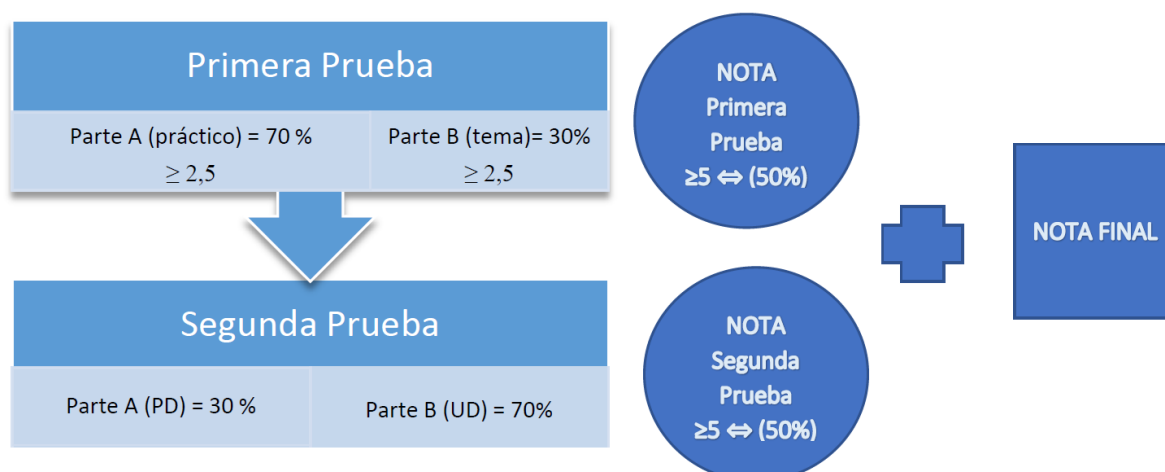 Primera Prueba
Parte A (práctico) = 70 %
≥ 2,5
Parte B (tema)= 30%
≥ 2,5
NOTA
Primera
Prueba
≥5 ⇔ (50%)
Segunda Prueba
Parte A (PD) = 30 %
Parte B (UD) = 70%
NOTA
Segunda
Prueba
≥5 ⇔ (50%)
NOTA FINAL